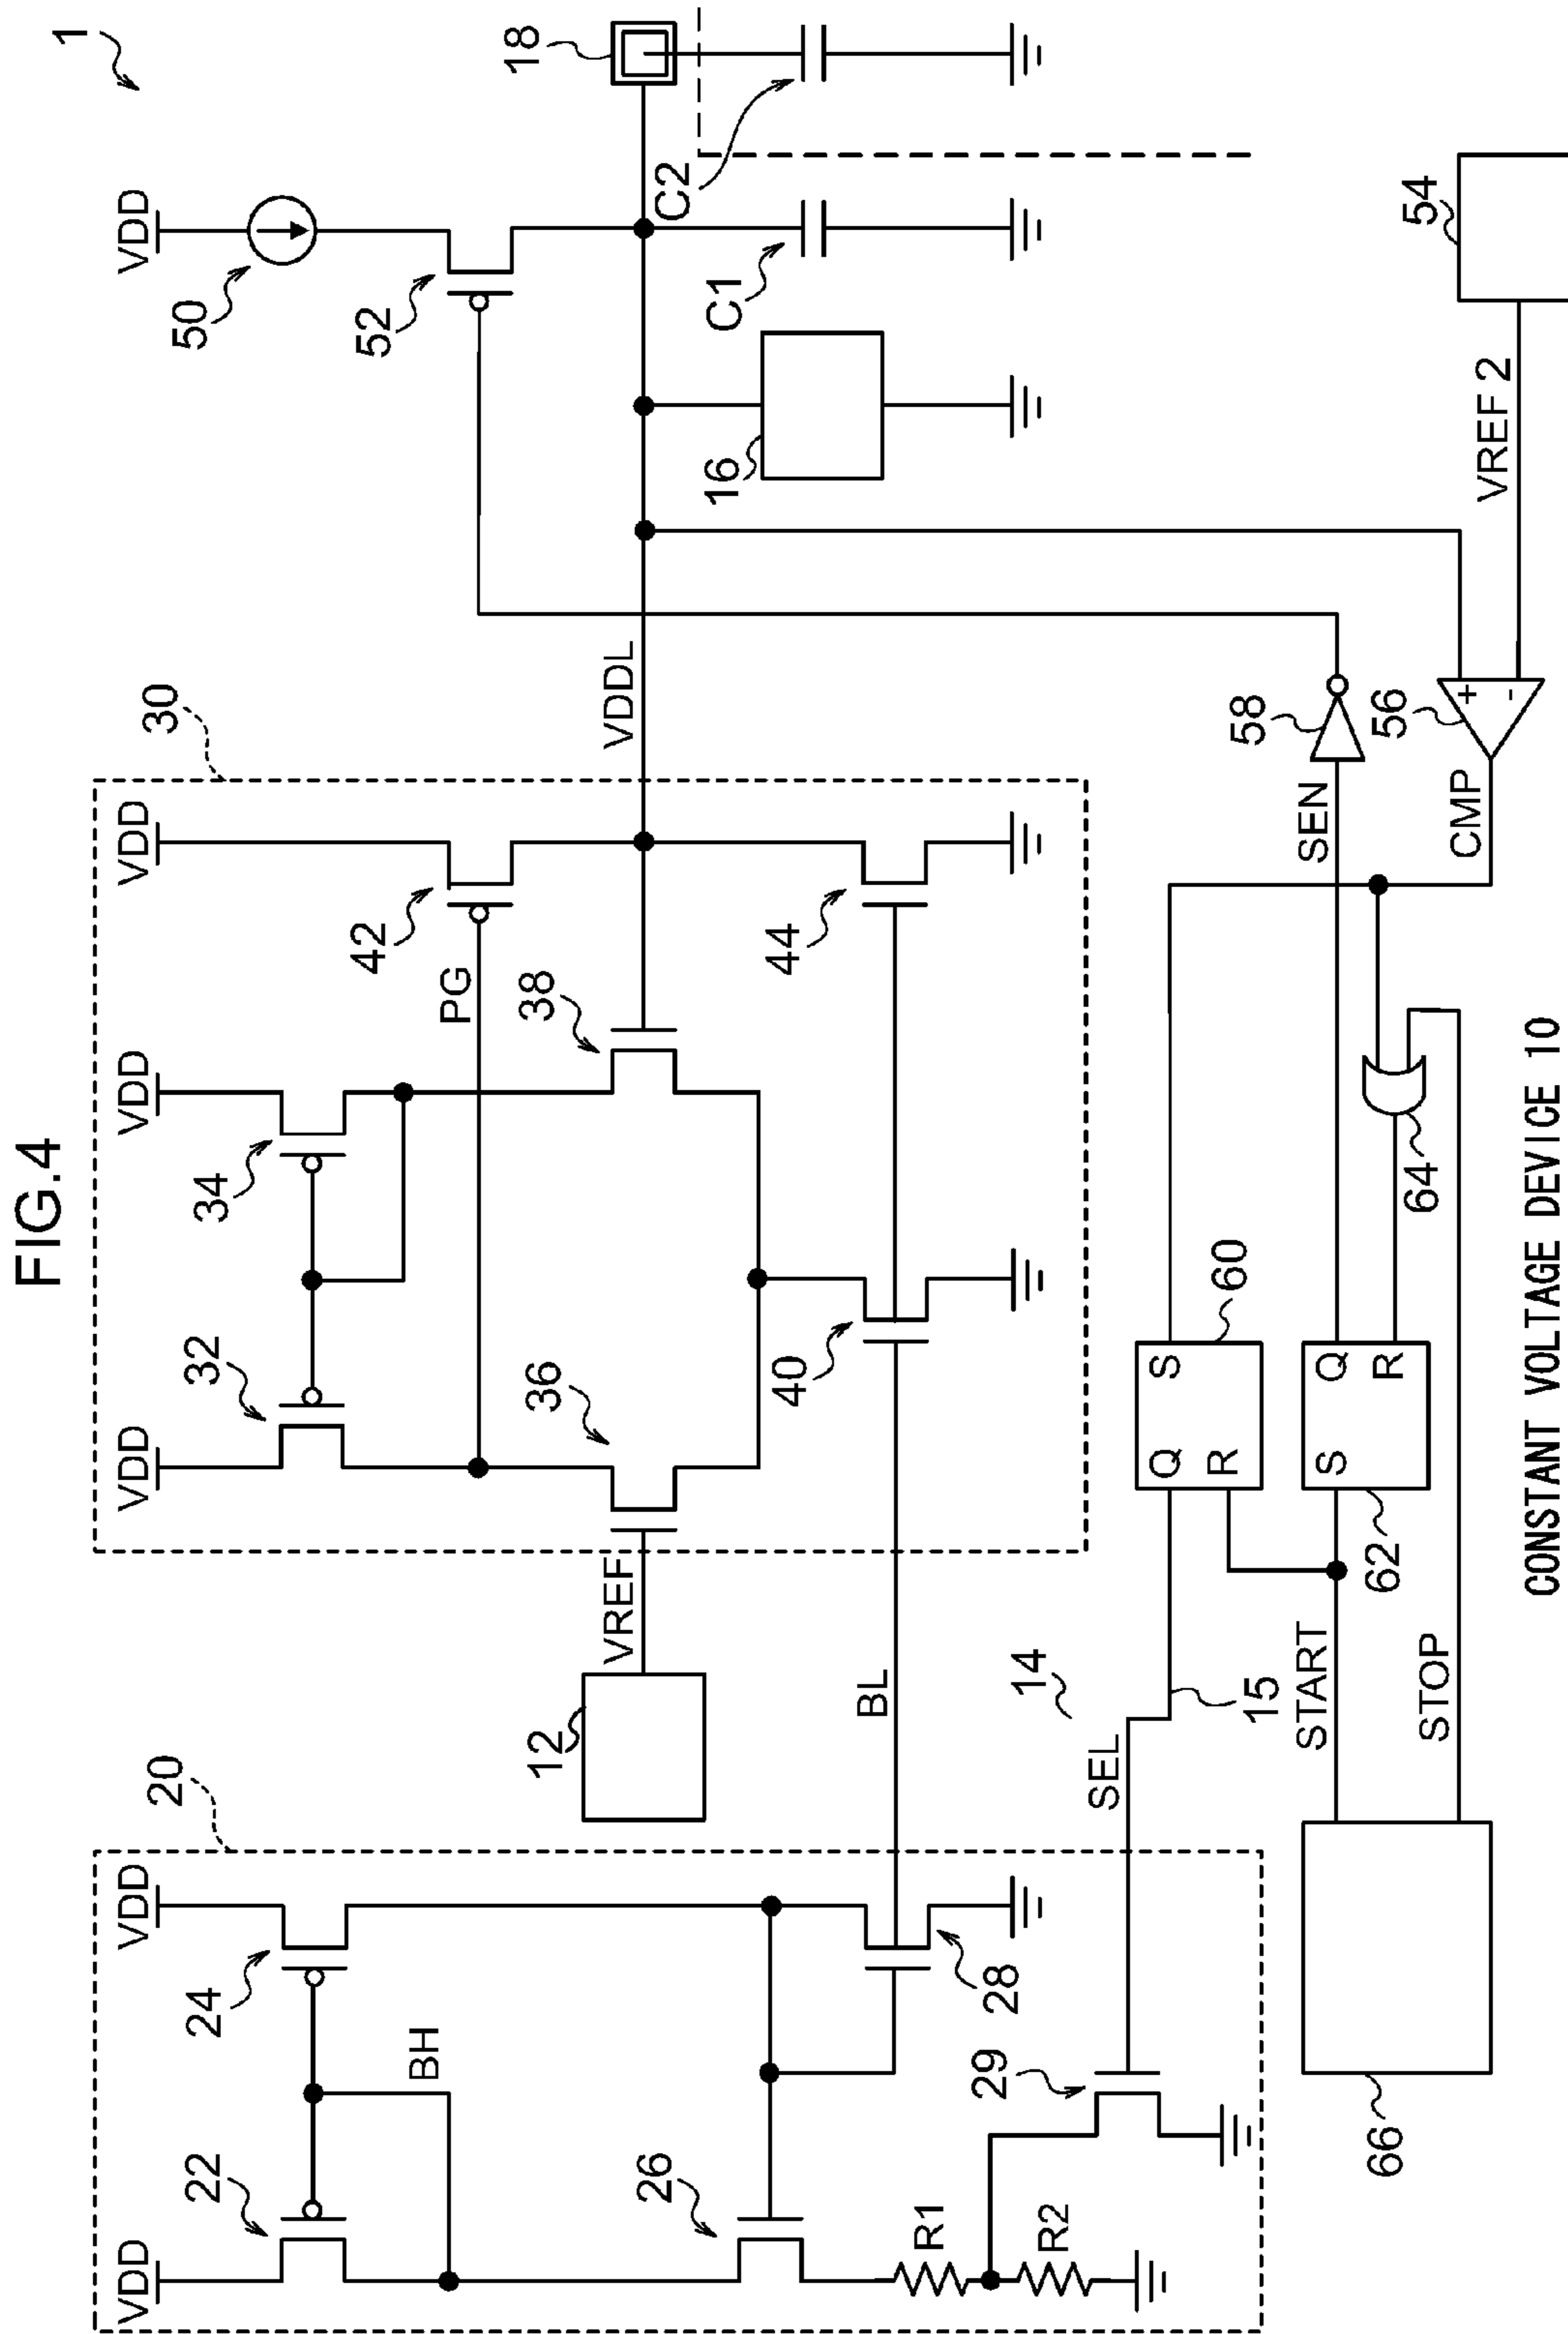 FIG.4
1
20
VDD
VDD
22
24
BH
26
28
29
R1
R2
12
VREF
BL
14
SEL
15
30
VDD
VDD
VDD
32
34
PG
42
36
38
40
44
VDDL
VDD
50
52
18
16
C1
C2
66
START
STOP
62
S
Q
R
60
Q
S
R
64
SEN
58
CMP
56
+
-
VREF 2
54
CONSTANT VOLTAGE DEVICE 10